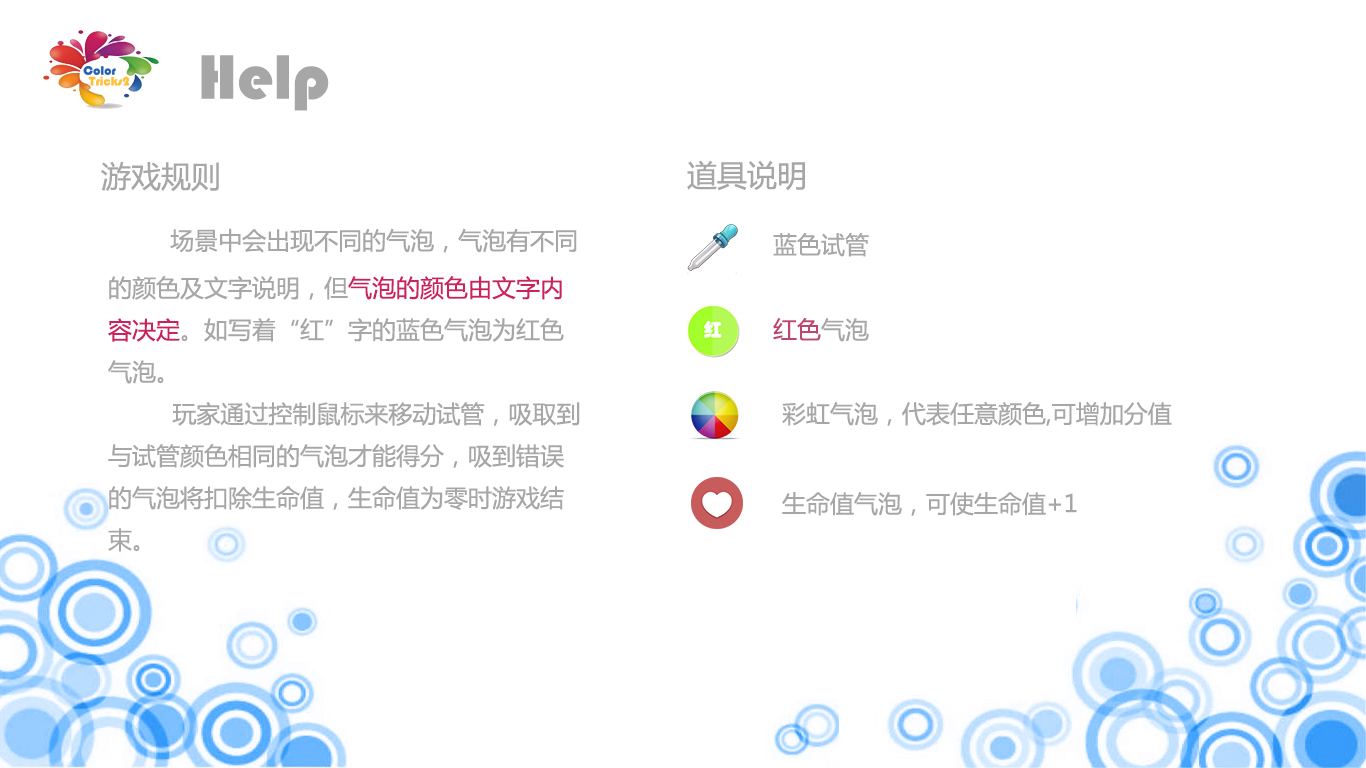 Color
Tricks2
Help
游戏规则
场景中会出现不同的气泡，气泡有不同
的颜色及文字说明，但气泡的颜色由文字内
容决定。如写着“红”字的蓝色气泡为红色
气泡。
玩家通过控制鼠标来移动试管，吸取到
与试管颜色相同的气泡才能得分，吸到错误
的气泡将扣除生命值，生命值为零时游戏结
束。
道具说明
蓝色试管
红
红色气泡
彩虹气泡，代表任意颜色,可增加分值
生命值气泡，可使生命值+1